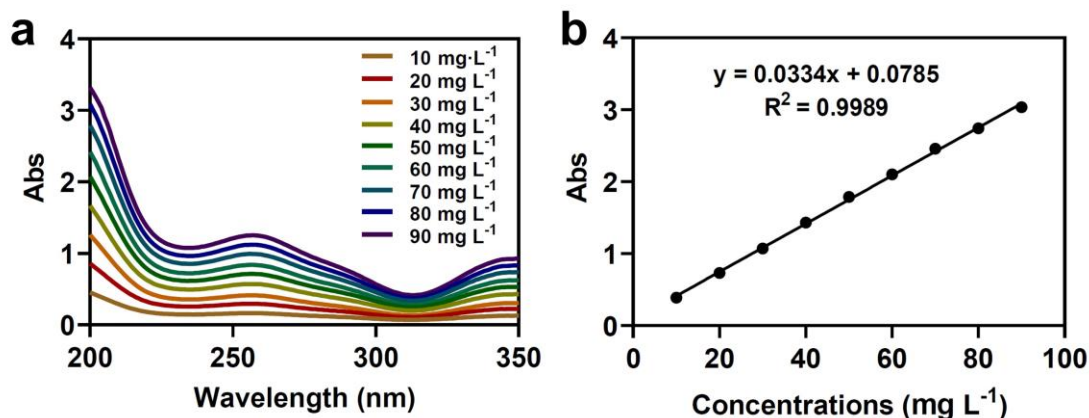 a
4
3
2
1
0
Abs
200
250
300
350
Wavelength (nm)
10 mg·L⁻¹
20 mg L⁻¹
30 mg L⁻¹
40 mg L⁻¹
50 mg L⁻¹
60 mg L⁻¹
70 mg L⁻¹
80 mg L⁻¹
90 mg L⁻¹
b
4
3
2
1
0
Abs
y = 0.0334x + 0.0785
R² = 0.9989
0
20
40
60
80
100
Concentrations (mg L⁻¹)